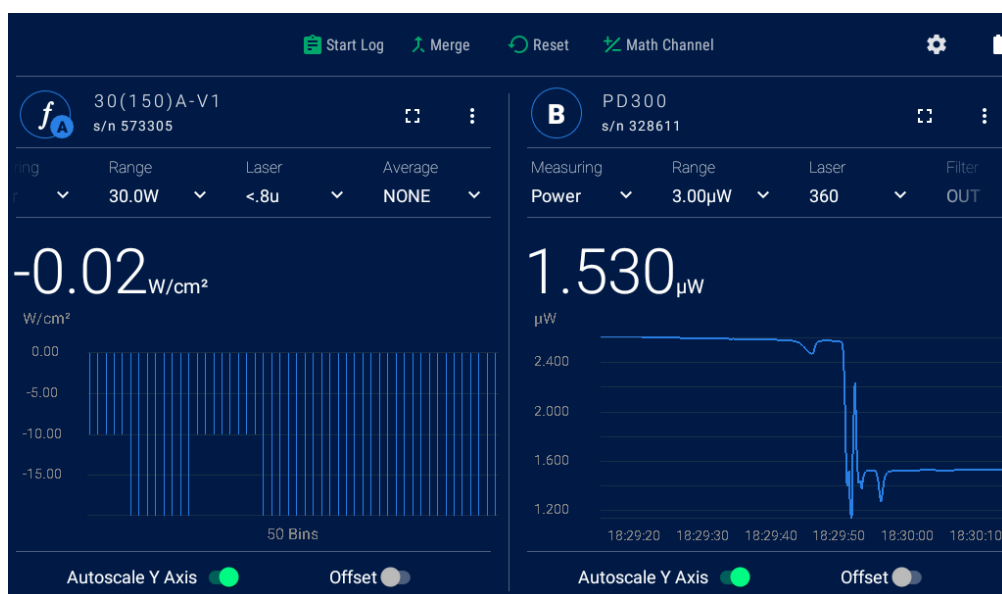 Start Log Merge Reset Math Channel
f A 30(150)A-V1
s/n 573305
Range Laser Average
30.0W <.8u NONE
-0.02 W/cm²
W/cm²
0.00
-5.00
-10.00
-15.00
50 Bins
Autoscale Y Axis Offset
B PD300
s/n 328611
Measuring Range Laser Filter
Power 3.00µW 360 OUT
1.530 µW
µW
2.400
2.000
1.600
1.200
18:29:20 18:29:30 18:29:40 18:29:50 18:30:00 18:30:10
Autoscale Y Axis Offset